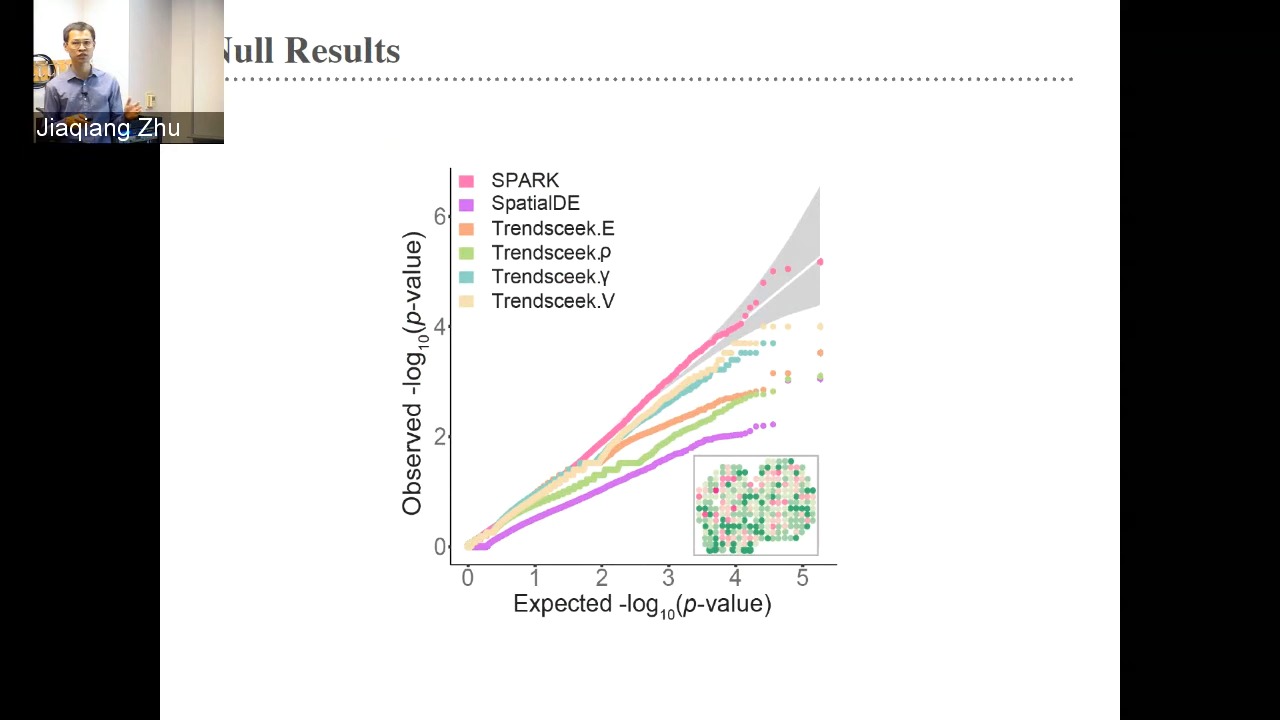 Null Results
Jiaqiang Zhu
SPARK
SpatialDE
Trendsceek.E
Trendsceek.ρ
Trendsceek.γ
Trendsceek.V
Observed -log10(p-value)
6
4
2
0
0 1 2 3 4 5
Expected -log10(p-value)